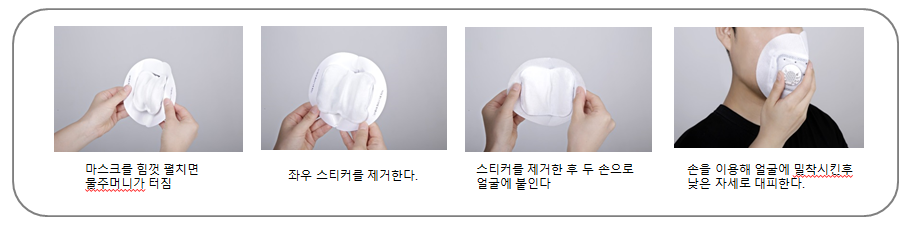 마스크를 힘껏 펼치면
물주머니가 터짐
좌우 스티커를 제거한다.
스티커를 제거한 후 두 손으로
얼굴에 붙인다
손을 이용해 얼굴에 밀착시킨후
낮은 자세로 대피한다.